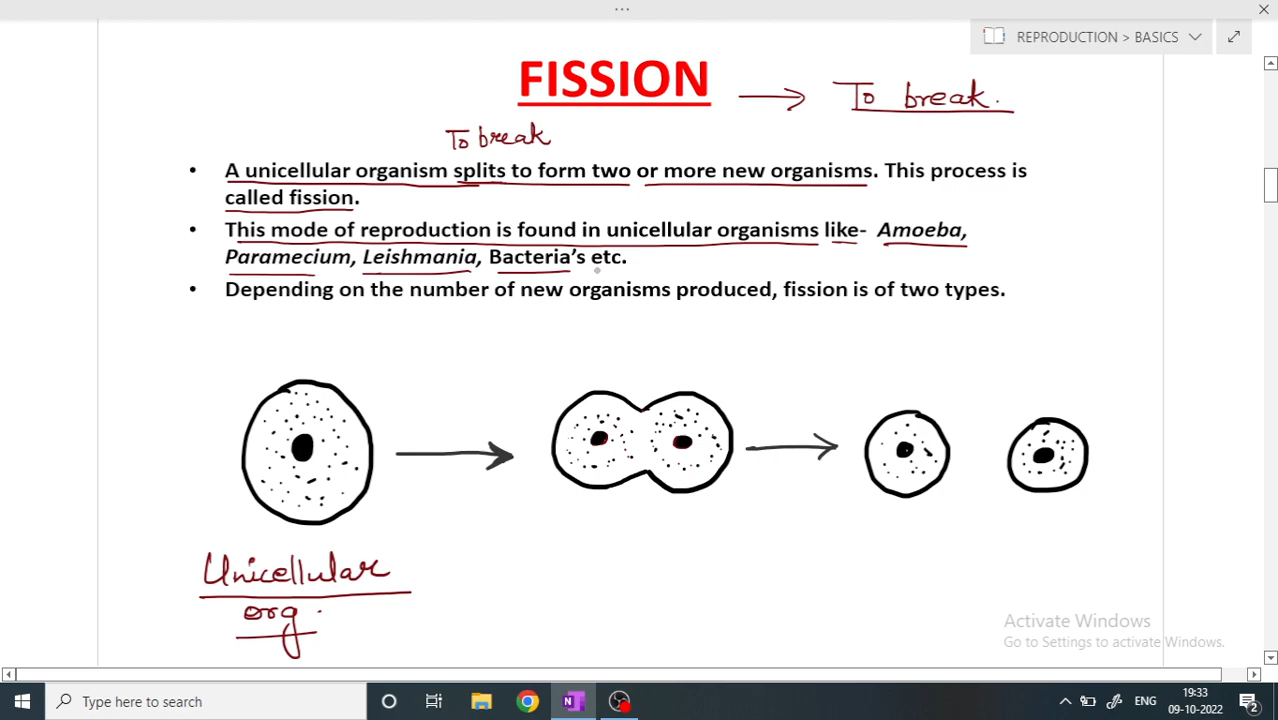 REPRODUCTION > BASICS
FISSION
To break.
To break
• A unicellular organism splits to form two or more new organisms. This process is
called fission.
• This mode of reproduction is found in unicellular organisms like- Amoeba,
Paramecium, Leishmania, Bacteria's etc.
• Depending on the number of new organisms produced, fission is of two types.
Unicellular
org.
Activate Windows
Go to Settings to activate Windows.
Type here to search
ENG
19:33
09-10-2022
2